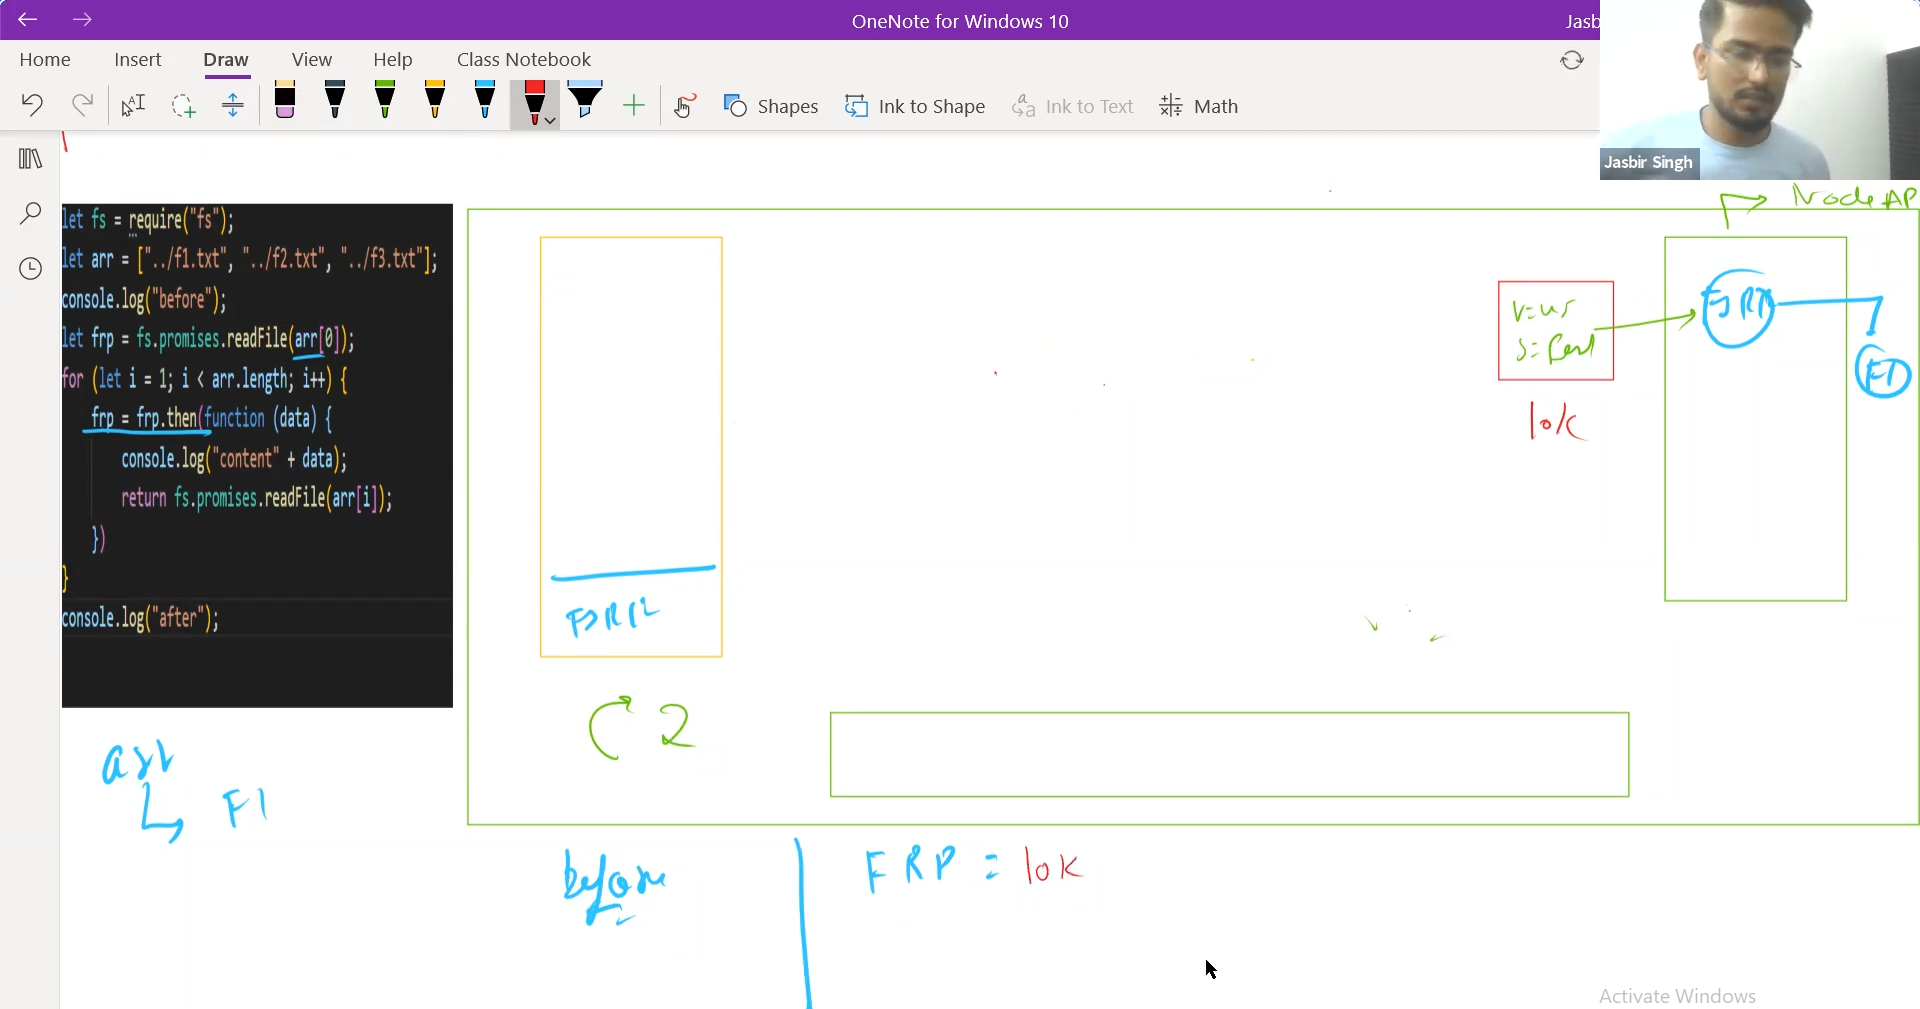 OneNote for Windows 10
Jasb
Home Insert Draw View Help Class Notebook
Shapes Ink to Shape Ink to Text Math
Jasbir Singh
let fs = require("fs");
let arr = ["../f1.txt", "../f2.txt", "../f3.txt"];
console.log("before");
let frp = fs.promises.readFile(arr[0]);
for (let i = 1; i < arr.length; i++) {
frp = frp.then(function (data) {
console.log("content" + data);
return fs.promises.readFile(arr[i]);
})
}
console.log("after");
Node AP
10K
F1
2
arr
F1
before
FRP = 10K
Activate Windows